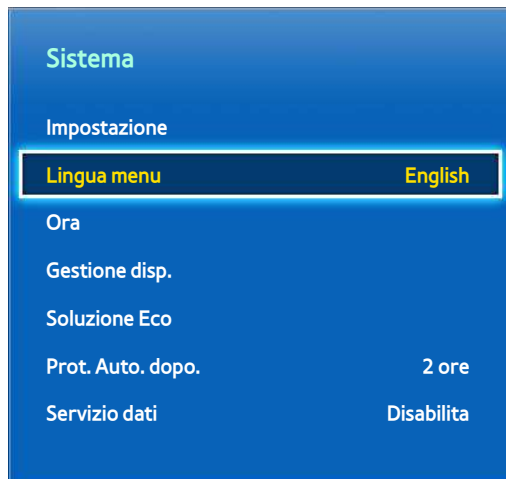 Sistema
Impostazione
Lingua menu English
Ora
Gestione disp.
Soluzione Eco
Prot. Auto. dopo. 2 ore
Servizio dati Disabilita